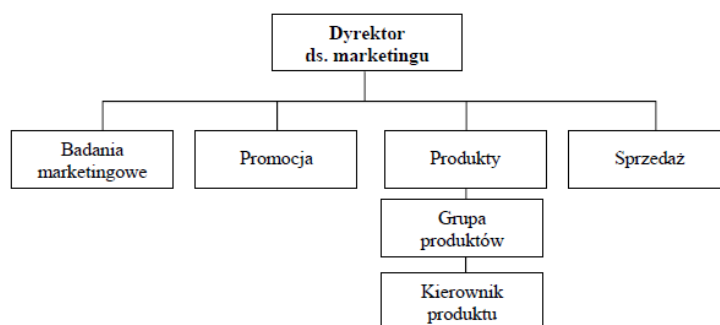 Dyrektor
ds. marketingu
Badania
marketingowe
Promocja
Produkty
Sprzedaż
Grupa
produktów
Kierownik
produktu